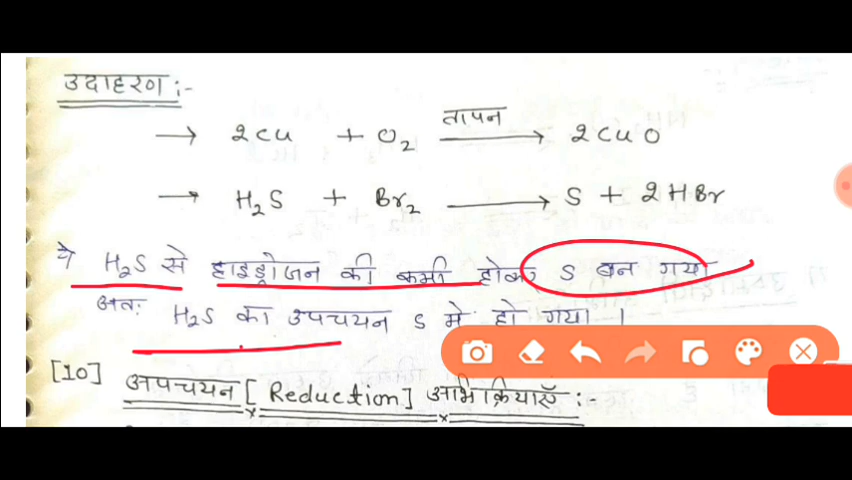 उदाहरण :-
→ 2Cu + O₂ तापन → 2CuO
→ H₂S + Br₂ → S + 2HBr
ये H₂S से हाइड्रोजन की कमी होकर S बन गया
अतः H₂S का उपचयन S मे हो गया ।
[10] अपचयन [Reduction] अभिक्रियाएँ :-